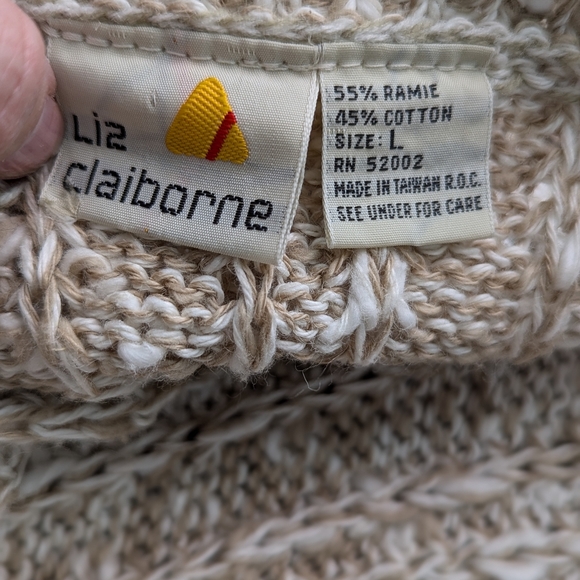 Liz
claiborne
55% RAMIE
45% COTTON
SIZE: L
RN 52002
MADE IN TAIWAN R.O.C.
SEE UNDER FOR CARE